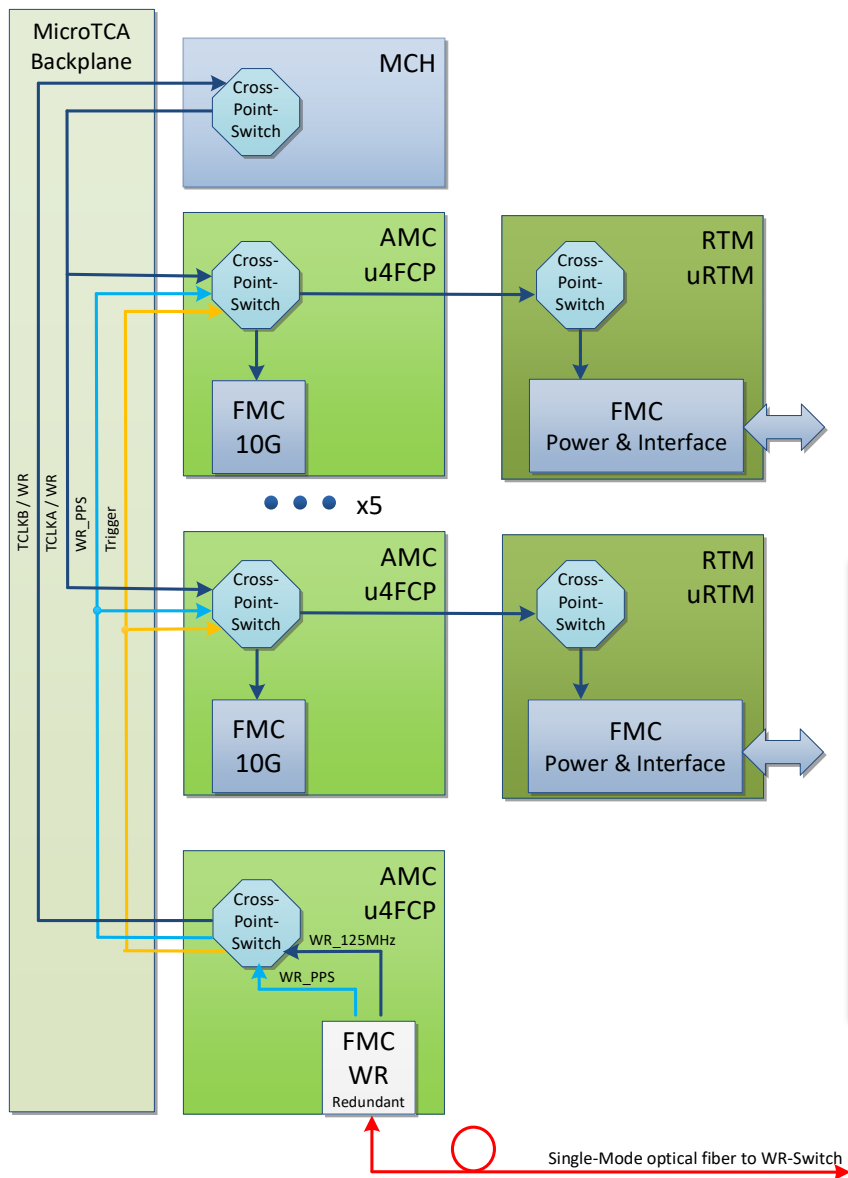 MicroTCA
Backplane
MCH
Cross-
Point-
Switch
AMC
u4FCP
Cross-
Point-
Switch
FMC
10G
RTM
uRTM
Cross-
Point-
Switch
FMC
Power & Interface
TCLKB / WR
TCLKA / WR
WR_PPS
Trigger
x5
AMC
u4FCP
Cross-
Point-
Switch
FMC
10G
RTM
uRTM
Cross-
Point-
Switch
FMC
Power & Interface
AMC
u4FCP
Cross-
Point-
Switch
WR_125MHz
WR_PPS
FMC
WR
Redundant
Single-Mode optical fiber to WR-Switch